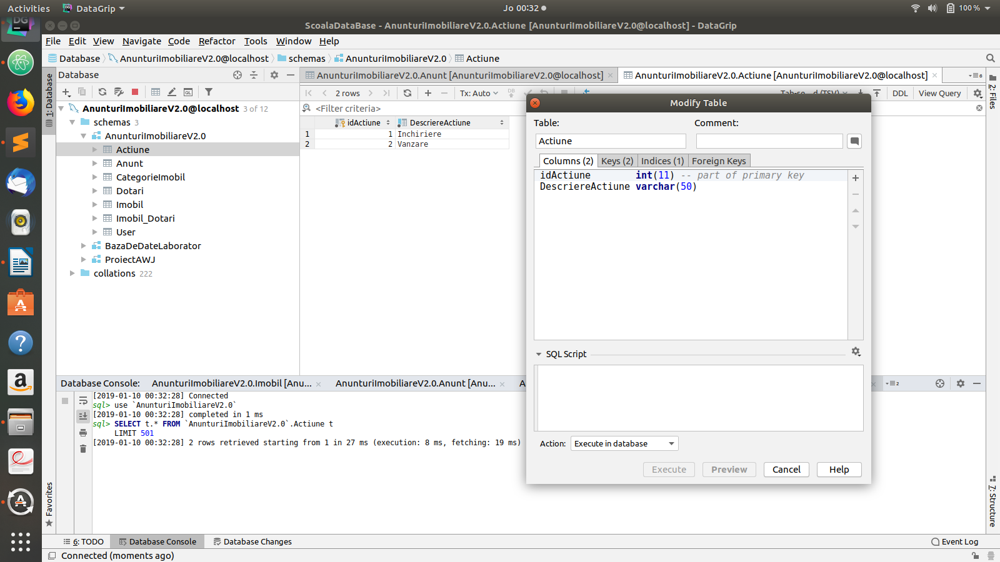 Activities
DataGrip
Jo 00:32
100 %
ScoalaDataBase - AnunturiImobiliareV2.0.Actiune [AnunturiImobiliareV2.0@localhost] - DataGrip
File Edit View Navigate Code Refactor Tools Window Help
Database AnunturiImobiliareV2.0@localhost schemas AnunturiImobiliareV2.0 Actiune
1: Database
Database
AnunturiImobiliareV2.0.Anunt [AnunturiImobiliareV2.0@localhost]
AnunturiImobiliareV2.0.Actiune [AnunturiImobiliareV2.0@localhost]
6
2: Files
2 rows
Tx: Auto
DB
DDL
View Query
QL
<Filter criteria>
AnunturiImobiliareV2.0@localhost 3 of 12
schemas 3
AnunturiImobiliareV2.0
Actiune
Anunt
CategorieImobil
Dotari
Imobil
Imobil_Dotari
User
BazaDeDateLaborator
ProiectAWJ
collations 222
idActiune DescriereActiune
1 1 Inchiriere
2 2 Vanzare
Modify Table
Table:
Comment:
Actiune
Columns (2) Keys (2) Indices (1) Foreign Keys
idActiune int(11) -- part of primary key
DescriereActiune varchar(50)
SQL Script
Action: Execute in database
Execute Preview Cancel Help
Database Console: AnunturiImobiliareV2.0.Imobil [Anu... AnunturiImobiliareV2.0.Anunt [Anu... A
2
[2019-01-10 00:32:28] Connected
sql> use `AnunturiImobiliareV2.0`
[2019-01-10 00:32:28] completed in 1 ms
sql> SELECT t.* FROM `AnunturiImobiliareV2.0`.Actiune t
LIMIT 501
[2019-01-10 00:32:28] 2 rows retrieved starting from 1 in 27 ms (execution: 8 ms, fetching: 19 ms)
Favorites
7: Structure
6: TODO
Database Console
Database Changes
Event Log
Connected (moments ago)